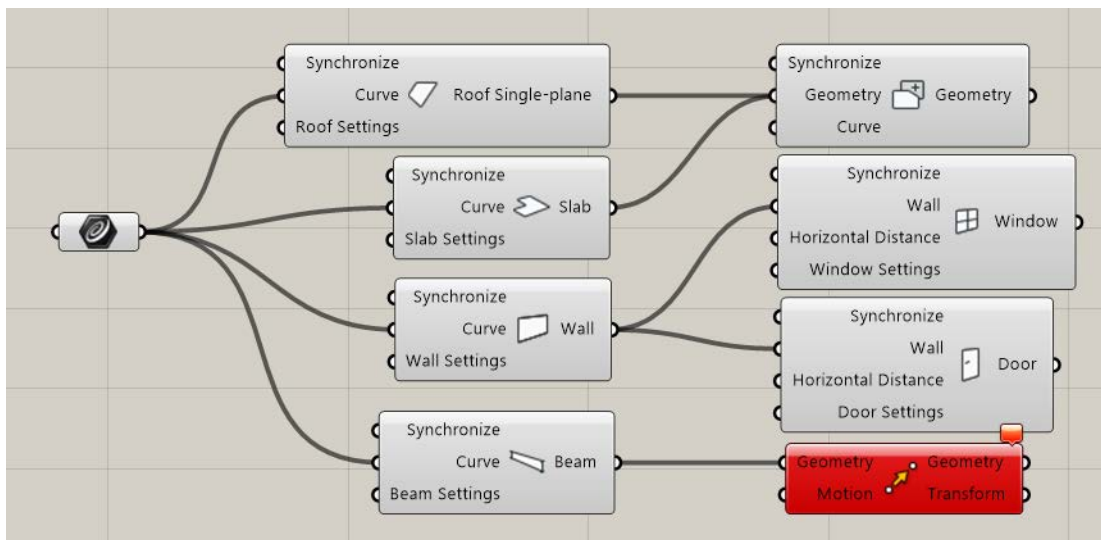 Synchronize
Curve Roof Single-plane
Roof Settings
Synchronize
Geometry Geometry
Curve
Synchronize
Curve Slab
Slab Settings
Synchronize
Wall
Horizontal Distance Window
Window Settings
Synchronize
Curve Wall
Wall Settings
Synchronize
Wall
Horizontal Distance Door
Door Settings
Synchronize
Curve Beam
Beam Settings
Geometry Geometry
Motion Transform